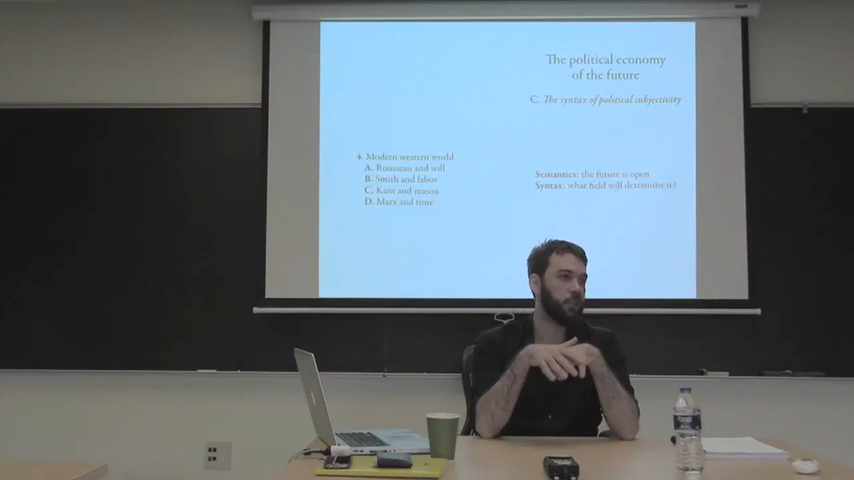 The political economy
of the future
C. The syntax of political subjectivity
4. Modern western world
A. Rousseau and will
B. Smith and labor
C. Kant and reason
D. Marx and time
Semantics: the future is open
Syntax: what field will determine it?